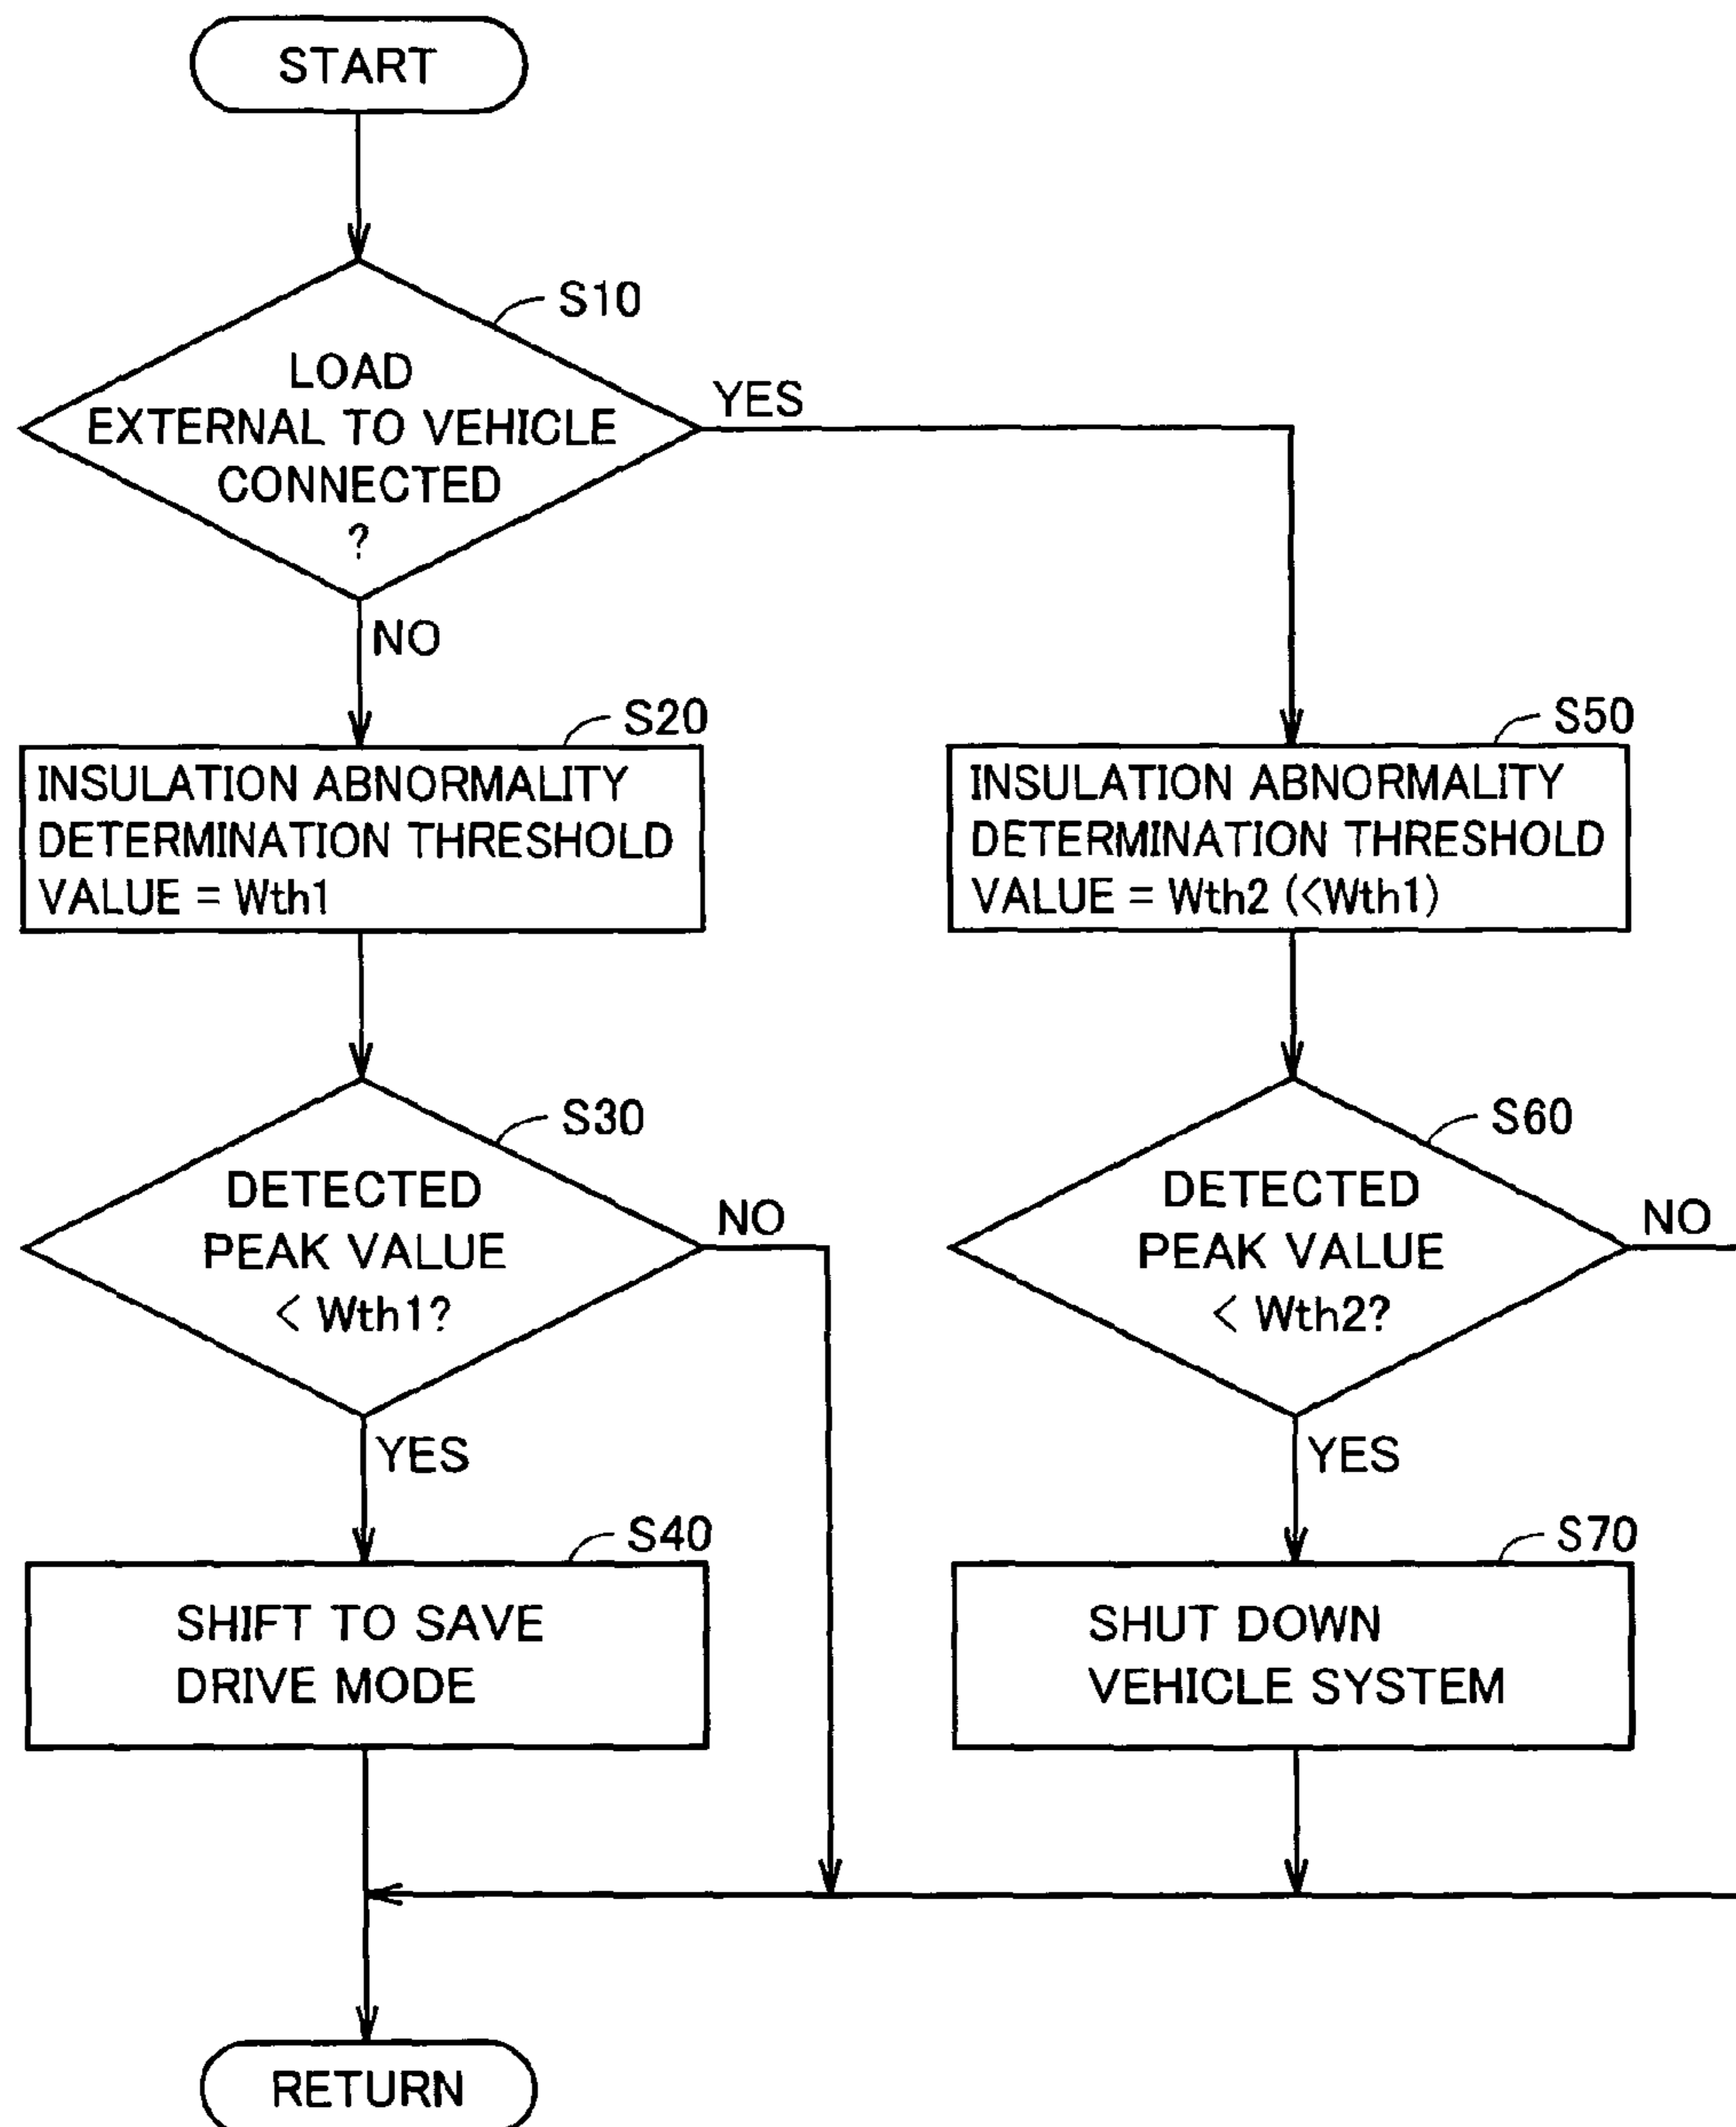 START
S10
LOAD
EXTERNAL TO VEHICLE
CONNECTED
?
YES
NO
S20
INSULATION ABNORMALITY
DETERMINATION THRESHOLD
VALUE = Wth1
S50
INSULATION ABNORMALITY
DETERMINATION THRESHOLD
VALUE = Wth2 (<Wth1)
S30
DETECTED
PEAK VALUE
< Wth1?
NO
YES
S60
DETECTED
PEAK VALUE
< Wth2?
NO
YES
S40
SHIFT TO SAVE
DRIVE MODE
S70
SHUT DOWN
VEHICLE SYSTEM
RETURN